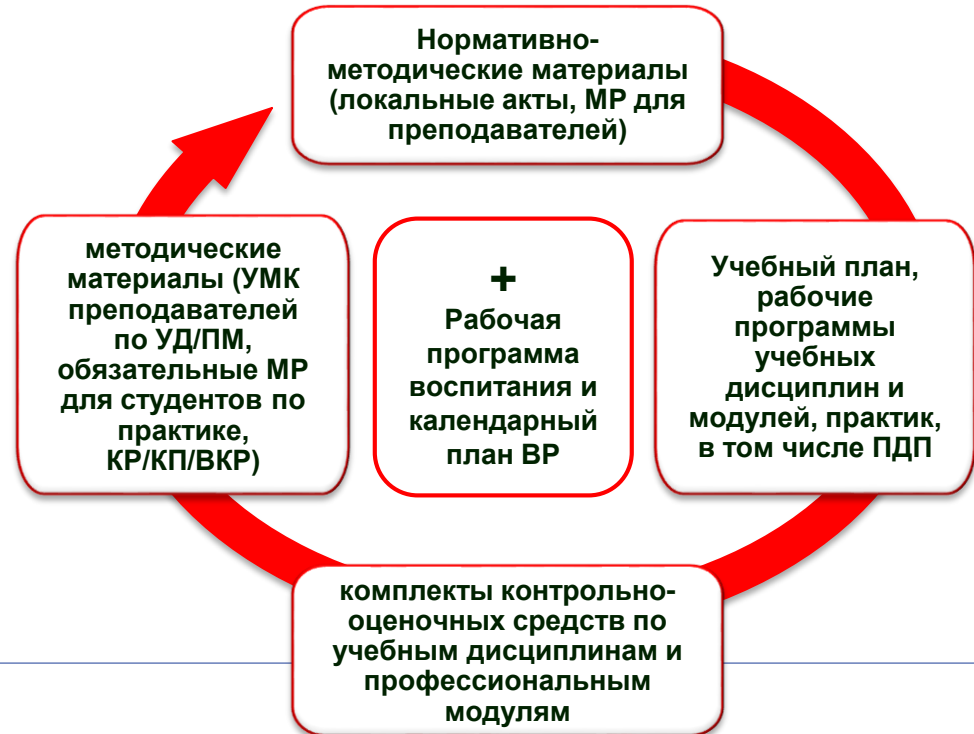 Нормативно-
методические материалы
(локальные акты, МР для
преподавателей)
методические
материалы (УМК
преподавателей
по УД/ПМ,
обязательные МР
для студентов по
практике,
КР/КП/ВКР)
+
Рабочая
программа
воспитания и
календарный
план ВР
Учебный план,
рабочие
программы
учебных
дисциплин и
модулей, практик,
в том числе ПДП
комплекты контрольно-
оценочных средств по
учебным дисциплинам и
профессиональным
модулям